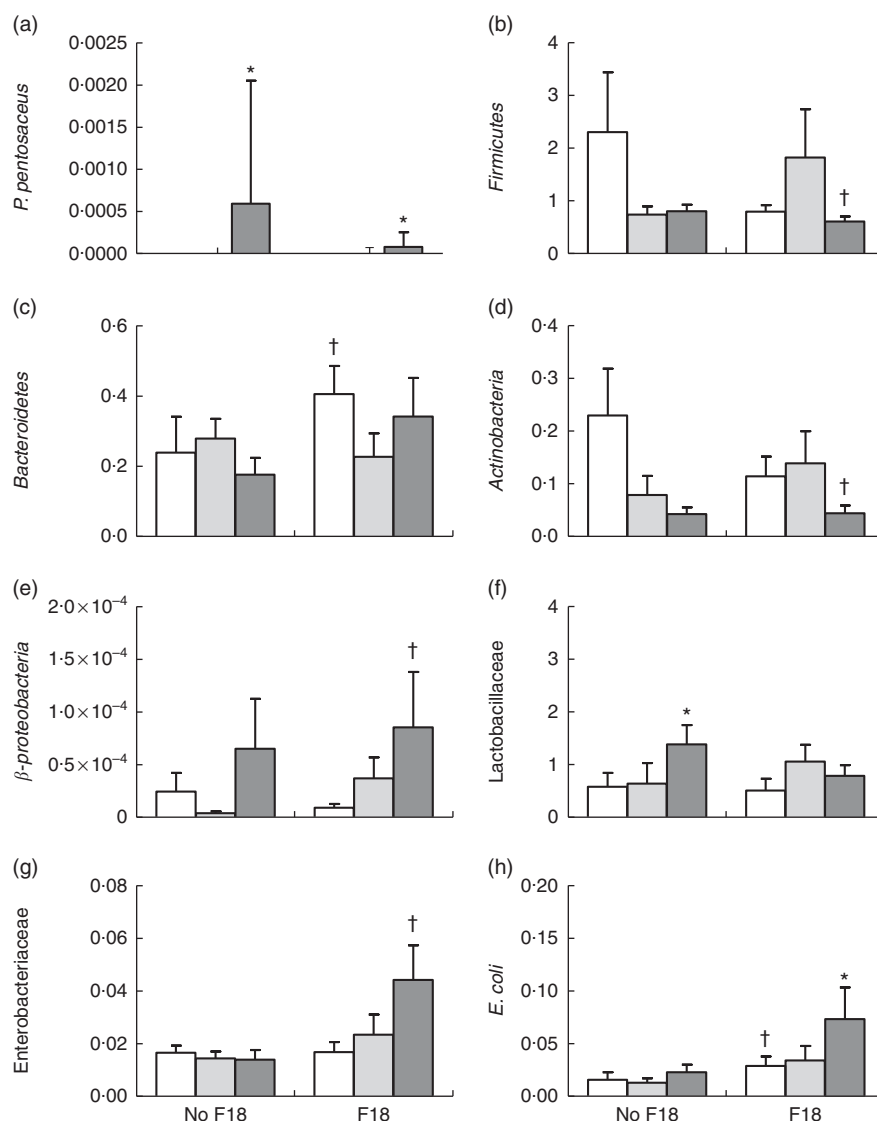 (a)
P. pentosaceus
0·0025
0·0020
0·0015
0·0010
0·0005
0·0000
*
*
(b)
Firmicutes
4
3
2
1
0
†
(c)
Bacteroidetes
0·6
0·4
0·2
0·0
†
(d)
Actinobacteria
0·4
0·3
0·2
0·1
0·0
†
(e)
β-proteobacteria
2·0×10⁻⁴
1·5×10⁻⁴
1·0×10⁻⁴
0·5×10⁻⁴
0
†
(f)
Lactobacillaceae
4
3
2
1
0
*
(g)
Enterobacteriaceae
0·08
0·06
0·04
0·02
0·00
†
No F18
F18
(h)
E. coli
0·20
0·15
0·10
0·05
0·00
†
*
No F18
F18